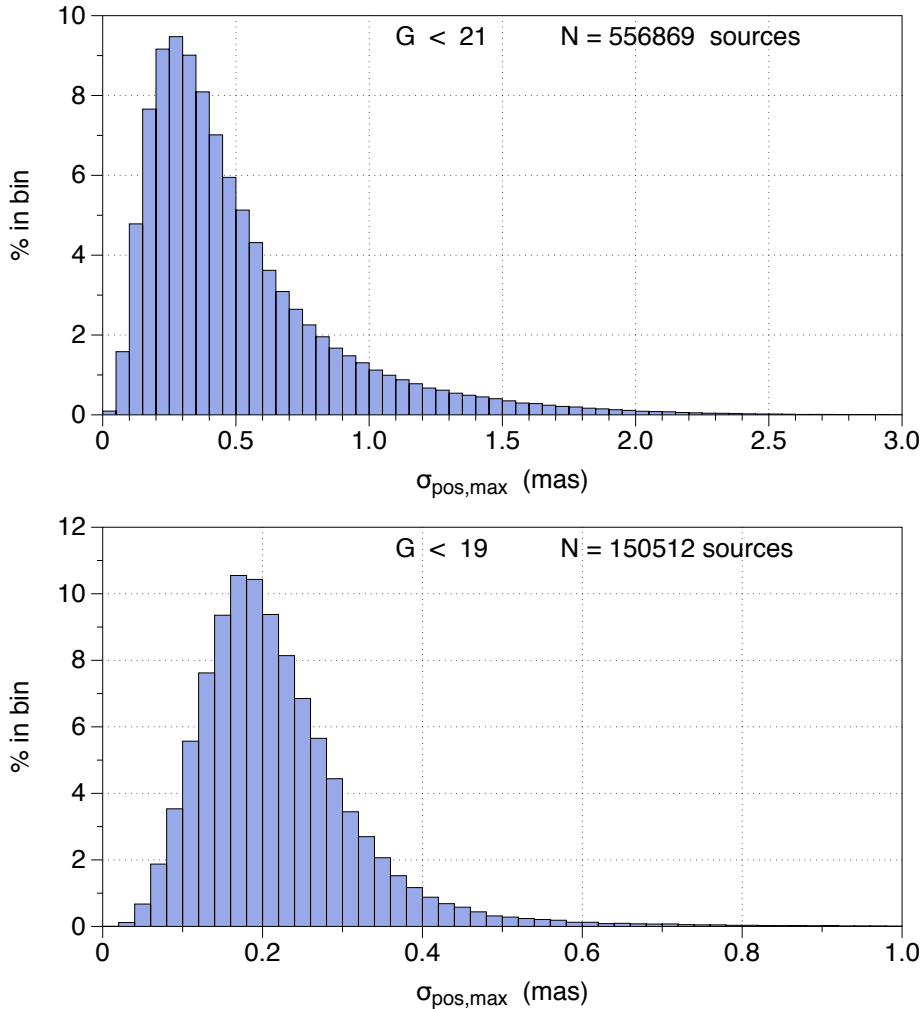 G < 21 N = 556869 sources
10
8
6
4
2
0
% in bin
0 0.5 1.0 1.5 2.0 2.5 3.0
σpos,max (mas)
G < 19 N = 150512 sources
12
10
8
6
4
2
0
% in bin
0 0.2 0.4 0.6 0.8 1.0
σpos,max (mas)